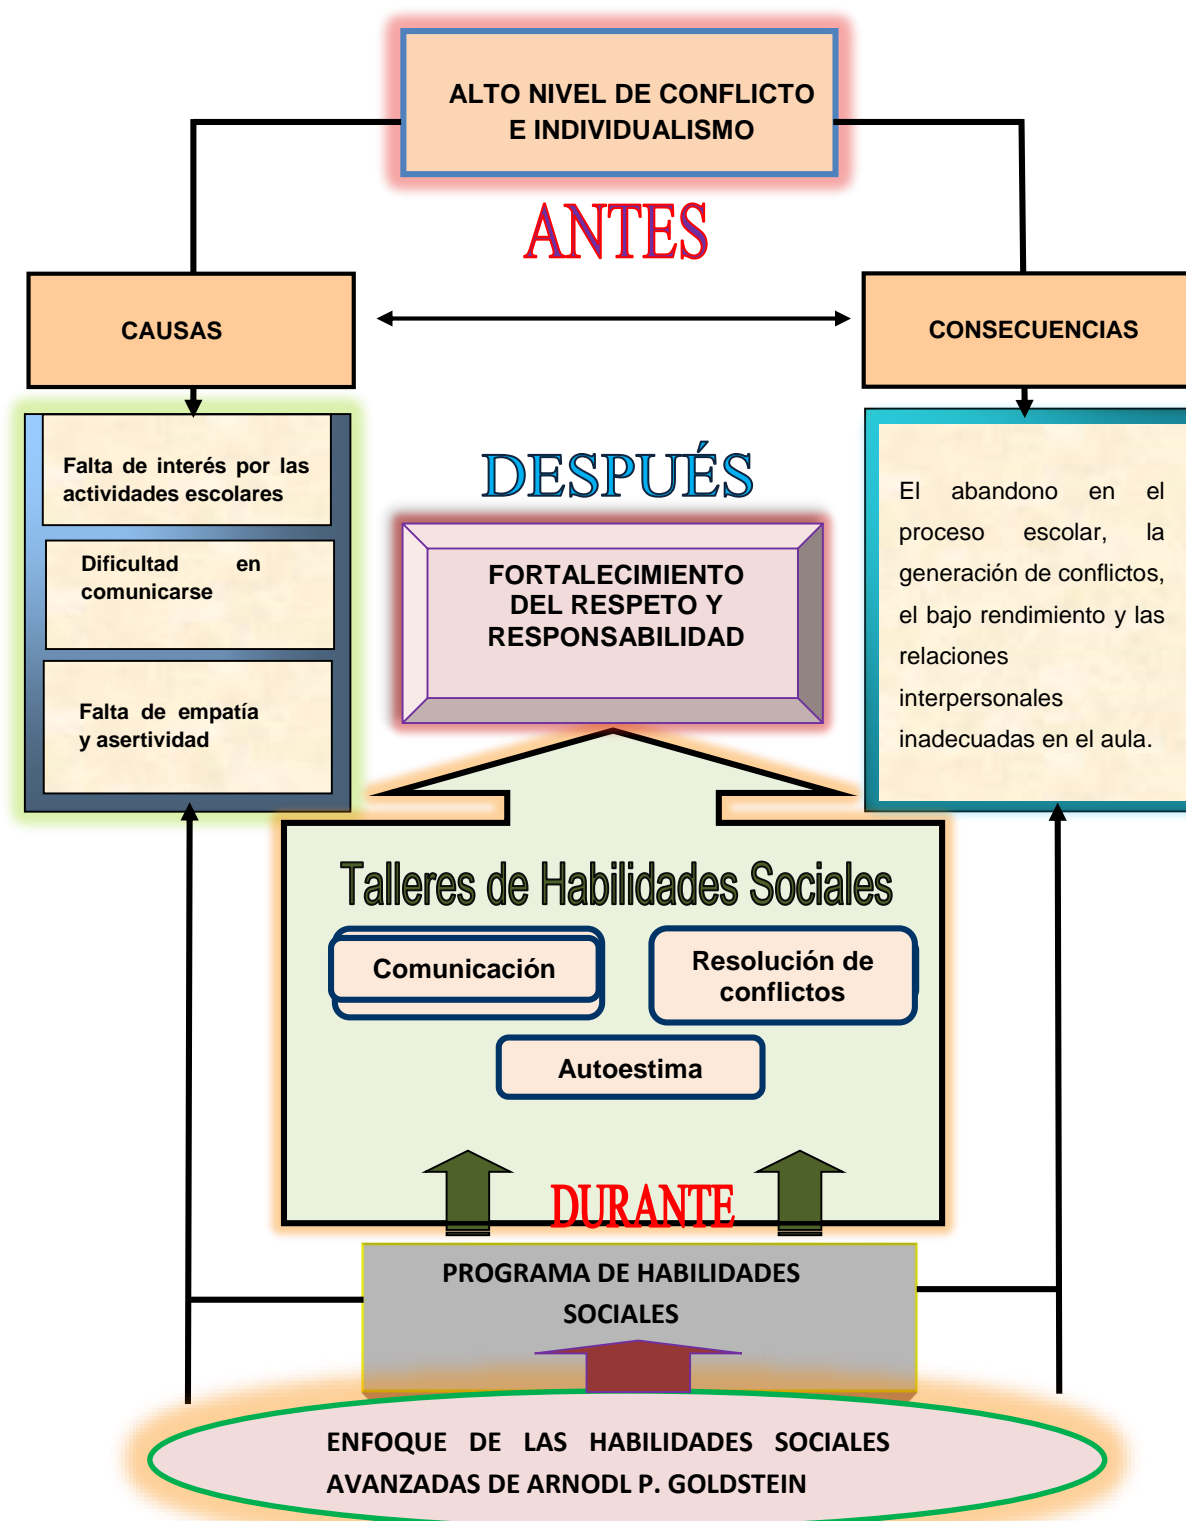 ALTO NIVEL DE CONFLICTO
E INDIVIDUALISMO
ANTES
CAUSAS
CONSECUENCIAS
Falta de interés por las
actividades escolares
Dificultad en
comunicarse
Falta de empatía
y asertividad
DESPUÉS
FORTALECIMIENTO
DEL RESPETO Y
RESPONSABILIDAD
El abandono en el
proceso escolar, la
generación de conflictos,
el bajo rendimiento y las
relaciones
interpersonales
inadecuadas en el aula.
Talleres de Habilidades Sociales
Comunicación
Resolución de
conflictos
Autoestima
DURANTE
PROGRAMA DE HABILIDADES
SOCIALES
ENFOQUE DE LAS HABILIDADES SOCIALES
AVANZADAS DE ARNODL P. GOLDSTEIN